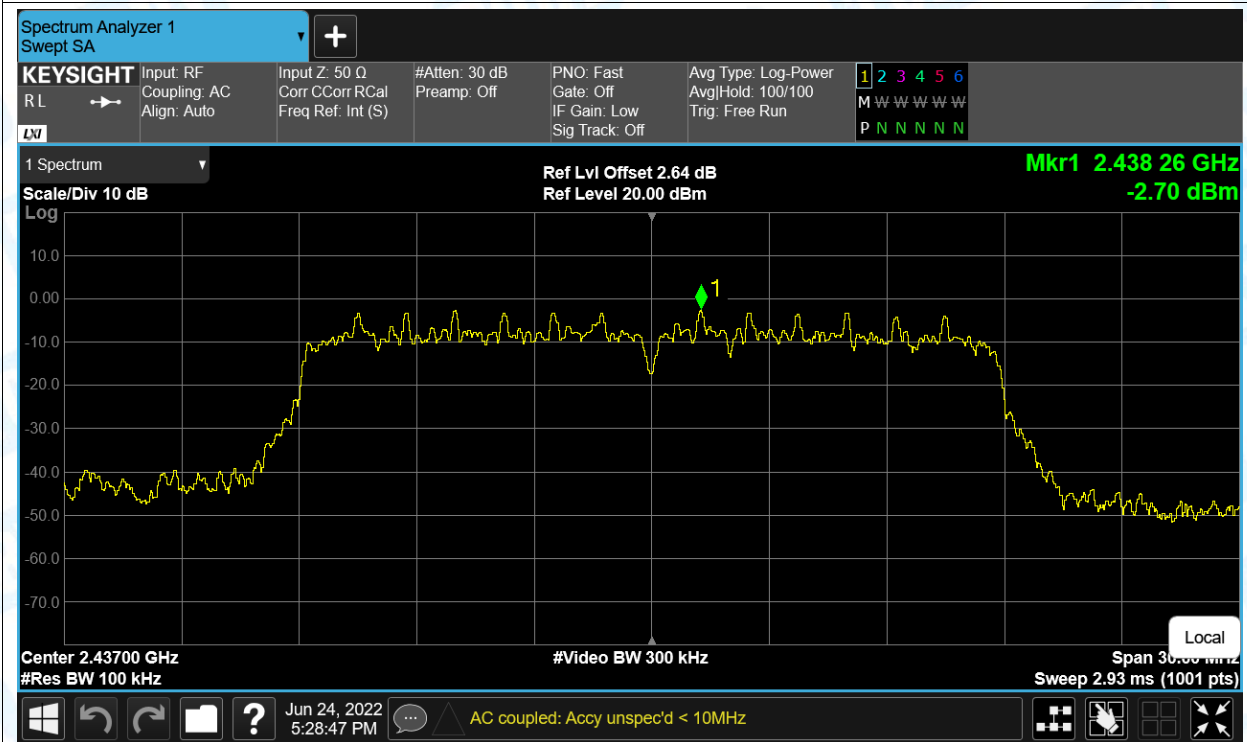 Spectrum Analyzer 1
Swept SA
KEYSIGHT
R L
LXI
Input: RF
Coupling: AC
Align: Auto
Input Z: 50 Ω
Corr CCorr RCal
Freq Ref: Int (S)
#Atten: 30 dB
Preamp: Off
PNO: Fast
Gate: Off
IF Gain: Low
Sig Track: Off
Avg Type: Log-Power
Avg|Hold: 100/100
Trig: Free Run
1 2 3 4 5 6
M W W W W W
P N N N N N
1 Spectrum
Scale/Div 10 dB
Log
Ref Lvl Offset 2.64 dB
Ref Level 20.00 dBm
Mkr1 2.438 26 GHz
-2.70 dBm
1
10.0
0.00
-10.0
-20.0
-30.0
-40.0
-50.0
-60.0
-70.0
Local
Center 2.43700 GHz
#Video BW 300 kHz
Span
#Res BW 100 kHz
Sweep 2.93 ms (1001 pts)
?
Jun 24, 2022
5:28:47 PM
AC coupled: Accy unspec'd < 10MHz